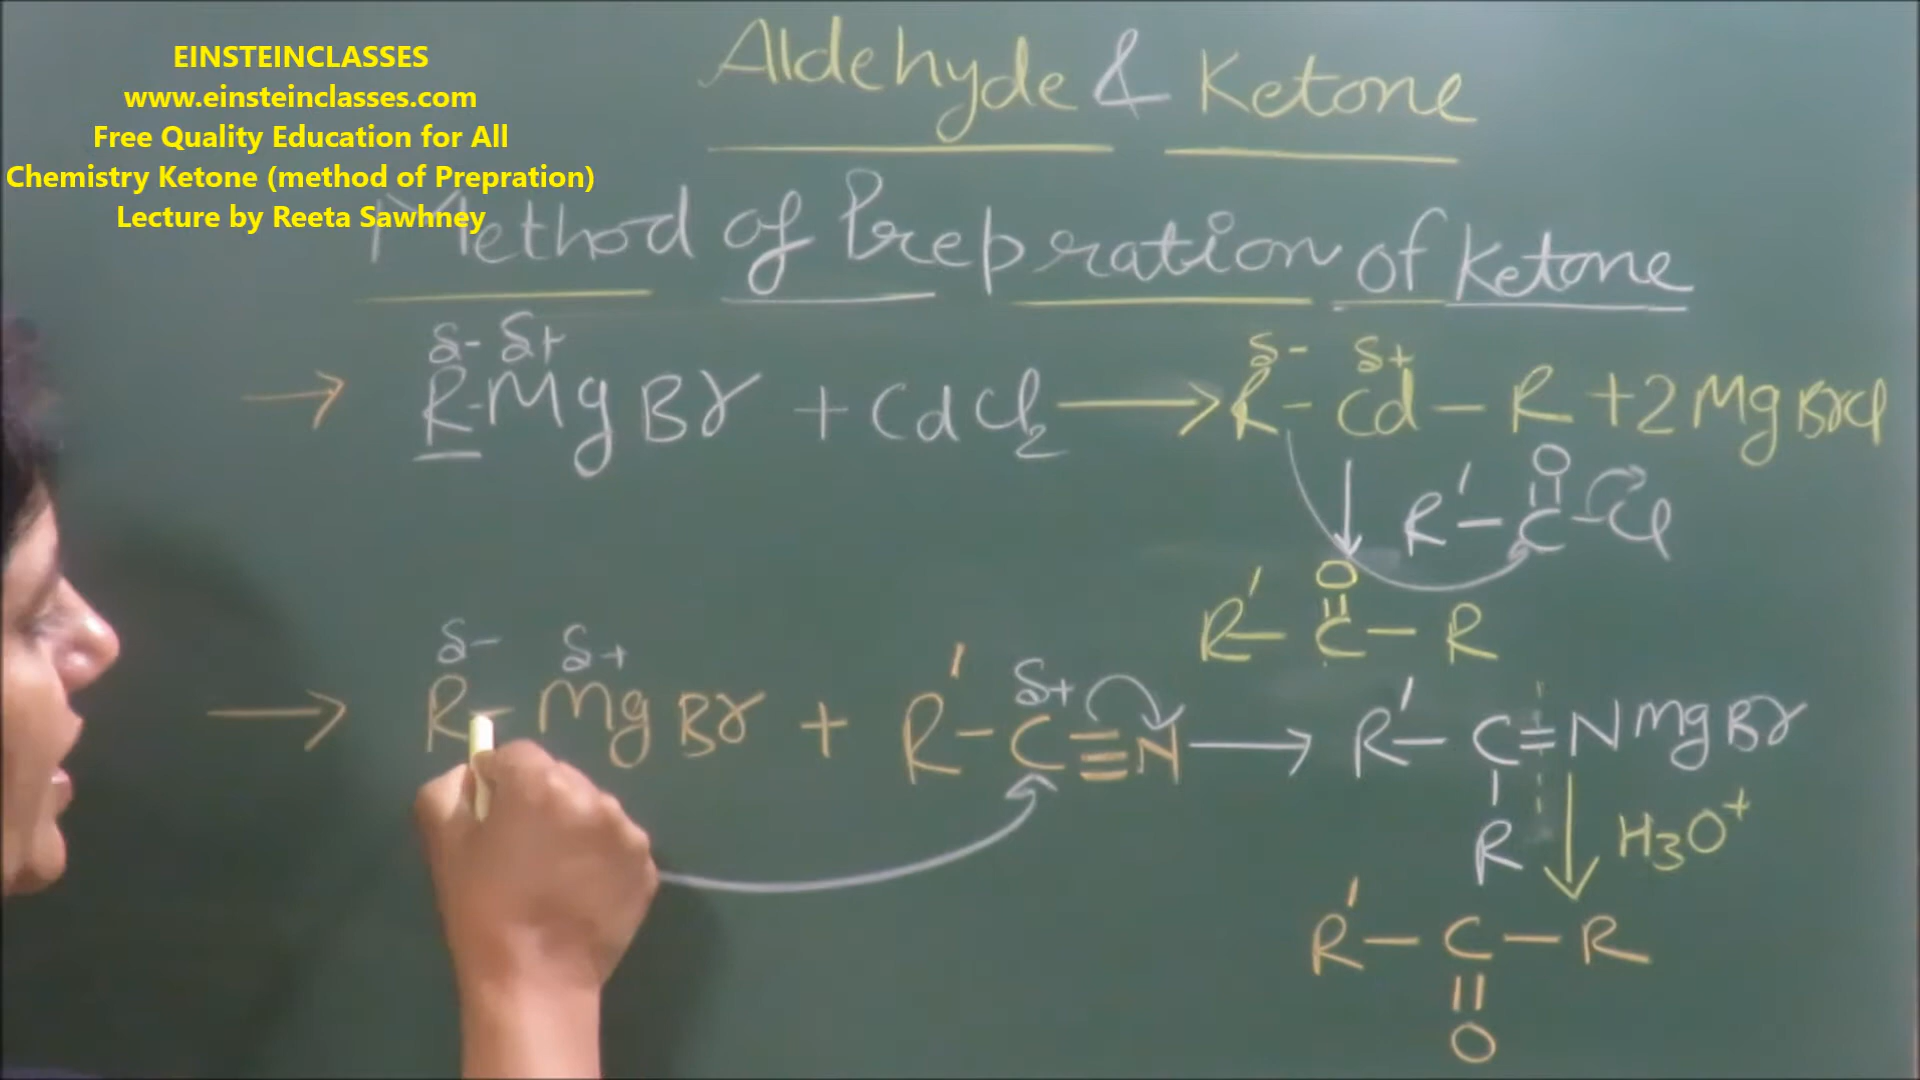 EINSTEINCLASSES
www.einsteinclasses.com
Free Quality Education for All
Chemistry Ketone (method of Prepration)
Lecture by Reeta Sawhney
Aldehyde & Ketone
Method of Prepration of Ketone
δ- δ+
δ- δ+
→ R-MgBr + CdCl₂ → R-Cd-R + 2MgBrCl
O
R'-C-Cl
O
R'-C-R
δ- δ+
δ+
→ R-MgBr + R'-C≡N → R'-C=NMgBr
R
H₃O⁺
R'-C-R
O